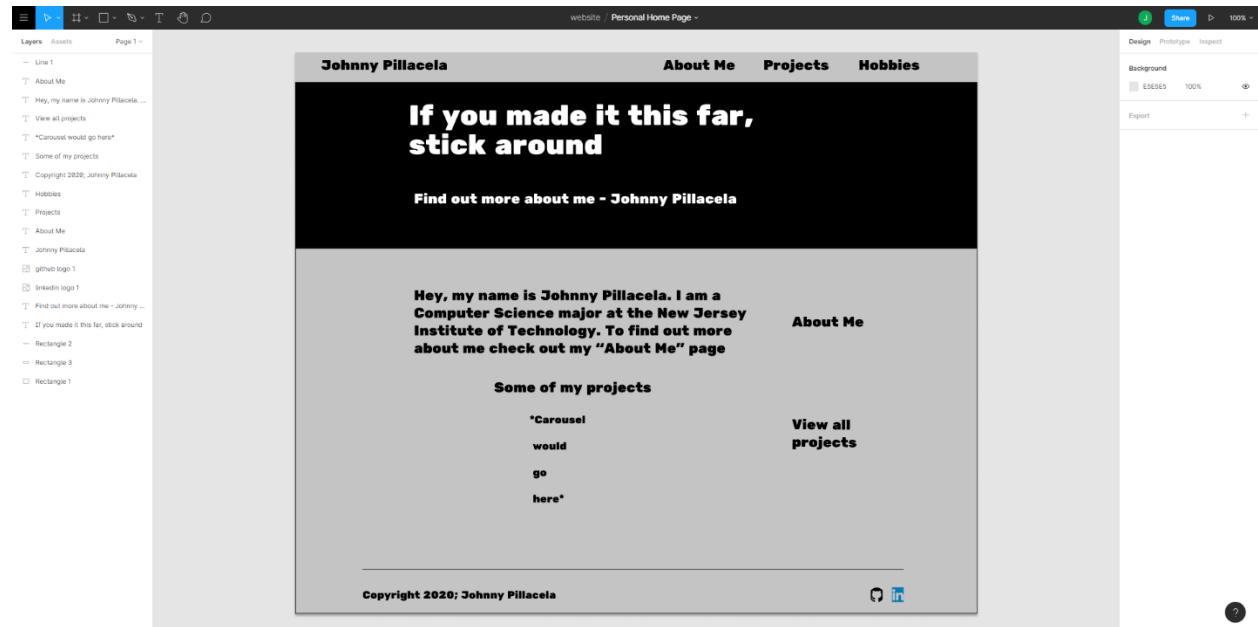 website / Personal Home Page
J
Share
100%
Layers Assets Page 1
Line 1
About Me
Hey, my name is Johnny Pillacela. ...
View all projects
*Carousel would go here*
Some of my projects
Copyright 2020; Johnny Pillacela
Hobbies
Projects
About Me
Johnny Pillacela
github logo 1
linkedin logo 1
Find out more about me - Johnny ...
If you made it this far, stick around
Rectangle 2
Rectangle 3
Rectangle 1
Johnny Pillacela About Me Projects Hobbies
If you made it this far,
stick around
Find out more about me - Johnny Pillacela
Hey, my name is Johnny Pillacela. I am a
Computer Science major at the New Jersey
Institute of Technology. To find out more
about me check out my “About Me” page
About Me
Some of my projects
*Carousel
would
go
here*
View all
projects
Copyright 2020; Johnny Pillacela
in
Design Prototype Inspect
Background
E5E5E5 100%
Export
?